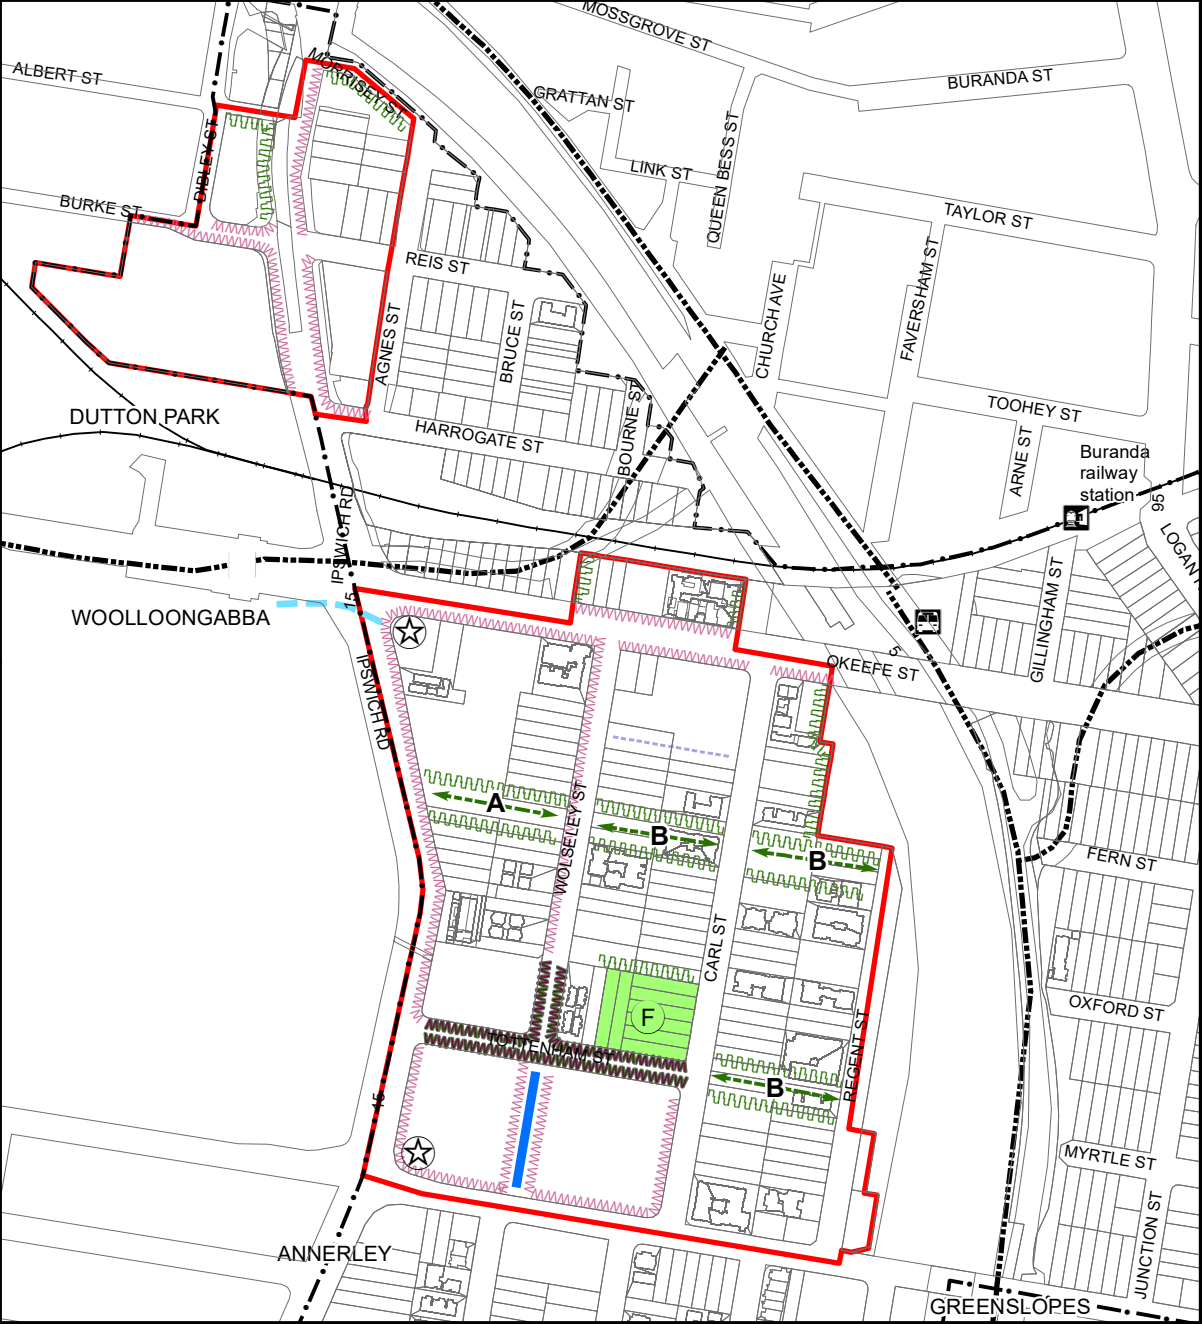 MOSSGROVE ST
ALBERT ST
MORRISEY ST
GRATTAN ST
BURANDA ST
DIBLEY ST
LINK ST
QUEEN BESS ST
BURKE ST
TAYLOR ST
REIS ST
FAVERSHAM ST
CHURCH AVE
AGNES ST
BRUCE ST
DUTTON PARK
HARROGATE ST
BOURNE ST
TOOHEY ST
ARNE ST
Buranda
railway
station
95
LOGAN
IPSWICH RD
15
WOOLLOONGABBA
GILLINGHAM ST
5
OKEEFE ST
IPSWICH RD
A
WOLSELEY ST
B
B
FERN ST
CARL ST
F
OXFORD ST
TOTTENHAM ST
REGENT ST
B
15
MYRTLE ST
JUNCTION ST
ANNERLEY
GREENSLOPES